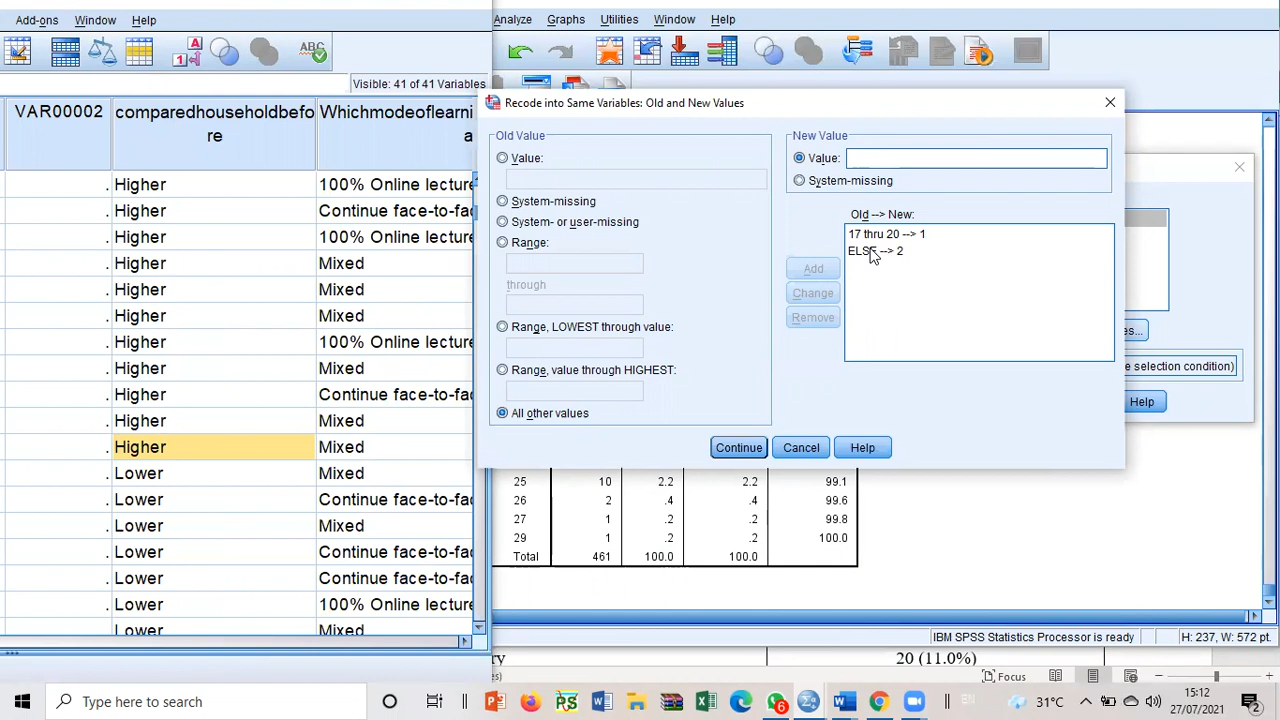 Add-ons Window Help
Analyze Graphs Utilities Window Help
Visible: 41 of 41 Variables
VAR00002
comparedhouseholdbefo
re
Whichmodeoflearni
a
. Higher 100% Online lecture
. Higher Continue face-to-fac
. Higher 100% Online lecture
. Higher Mixed
. Higher Mixed
. Higher Mixed
. Higher 100% Online lecture
. Higher Mixed
. Higher Continue face-to-fac
. Higher Mixed
. Higher Mixed
. Lower Mixed
. Lower Continue face-to-fac
. Lower Mixed
. Lower Continue face-to-fac
. Lower Continue face-to-fac
. Lower 100% Online lecture
. Lower Mixed
Recode into Same Variables: Old and New Values
Old Value
Value:
System-missing
System- or user-missing
Range:
through
Range, LOWEST through value:
Range, value through HIGHEST:
All other values
New Value
Value:
System-missing
Old --> New:
17 thru 20 --> 1
ELSE --> 2
Add
Change
Remove
Continue Cancel Help
es...
e selection condition)
Help
25 10 2.2 2.2 99.1
26 2 .4 .4 99.6
27 1 .2 .2 99.8
29 1 .2 .2 100.0
Total 461 100.0 100.0
IBM SPSS Statistics Processor is ready H: 237, W: 572 pt.
ry 20 (11.0%)
es) Focus
Type here to search
6
31°C
15:12
27/07/2021
2